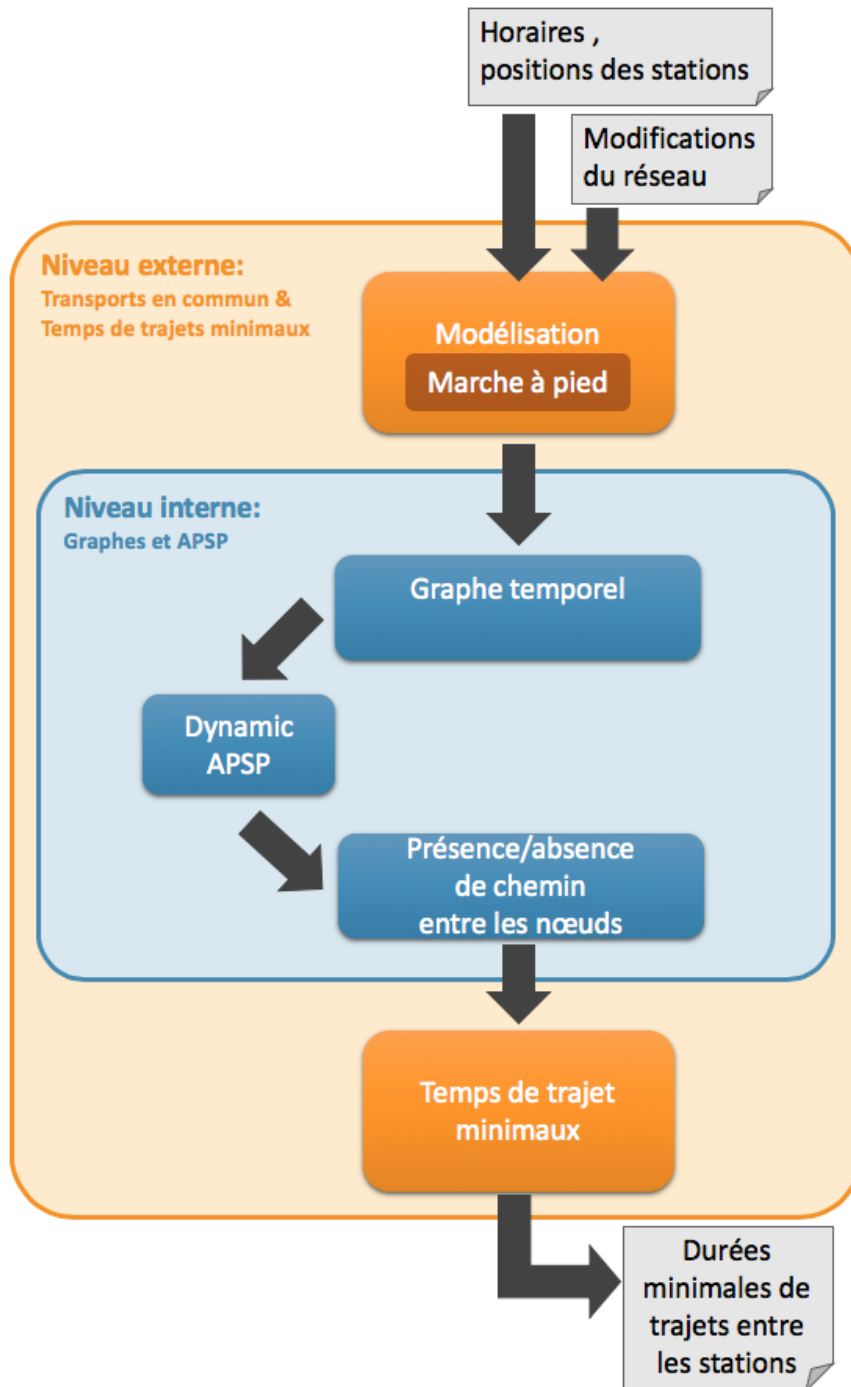 Horaires ,
positions des stations
Modifications
du réseau
Niveau externe:
Transports en commun &
Temps de trajets minimaux
Modélisation
Marche à pied
Niveau interne:
Graphes et APSP
Graphe temporel
Dynamic
APSP
Présence/absence
de chemin
entre les nœuds
Temps de trajet
minimaux
Durées
minimales de
trajets entre
les stations